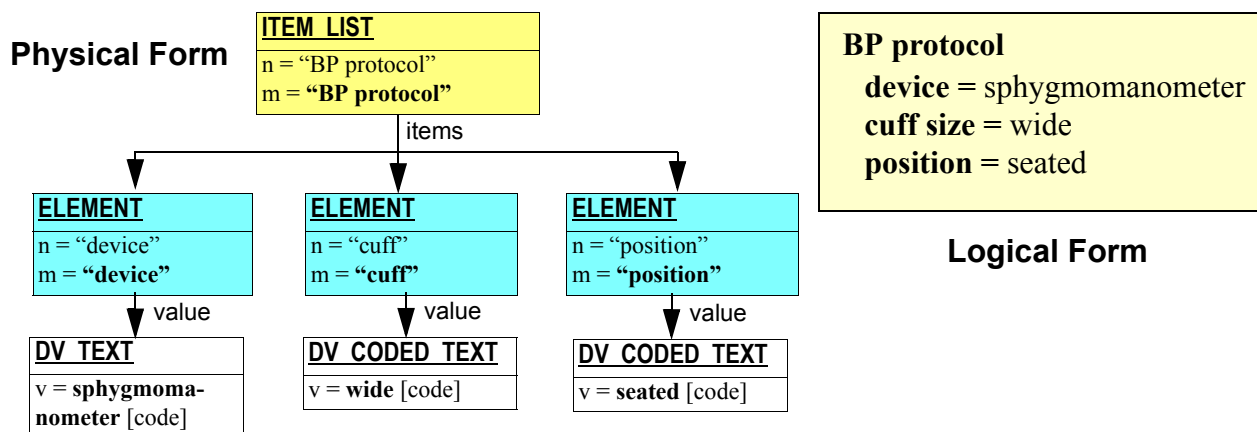 Physical Form
ITEM_LIST
n = “BP protocol”
m = “BP protocol”
items
ELEMENT
n = “device”
m = “device”
value
DV_TEXT
v = sphygmoma-
nometer [code]
ELEMENT
n = “cuff”
m = “cuff”
value
DV_CODED_TEXT
v = wide [code]
ELEMENT
n = “position”
m = “position”
value
DV_CODED_TEXT
v = seated [code]
BP protocol
device = sphygmomanometer
cuff size = wide
position = seated
Logical Form